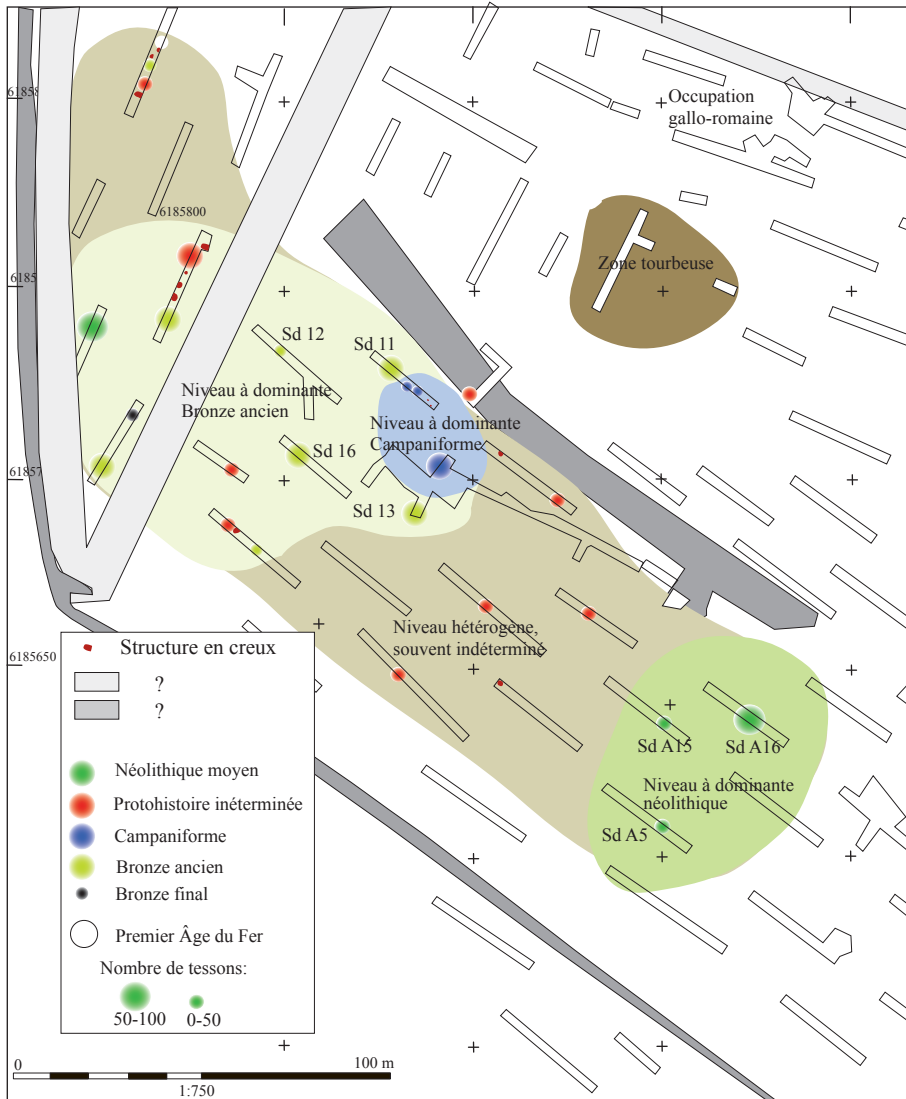 61858
Occupation
gallo-romaine
6185800
Zone tourbeuse
6185
Sd 12
Sd 11
Niveau à dominante
Bronze ancien
Niveau à dominante
Campaniforme
Sd 16
61857
Sd 13
Niveau hétérogène,
souvent indéterminé
6185650
Structure en creux
?
?
Sd A15
Sd A16
Niveau à dominante
néolithique
Sd A5
Néolithique moyen
Protohistoire inéterminée
Campaniforme
Bronze ancien
Bronze final
Premier Âge du Fer
Nombre de tessons:
50-100
0-50
0
100 m
1:750